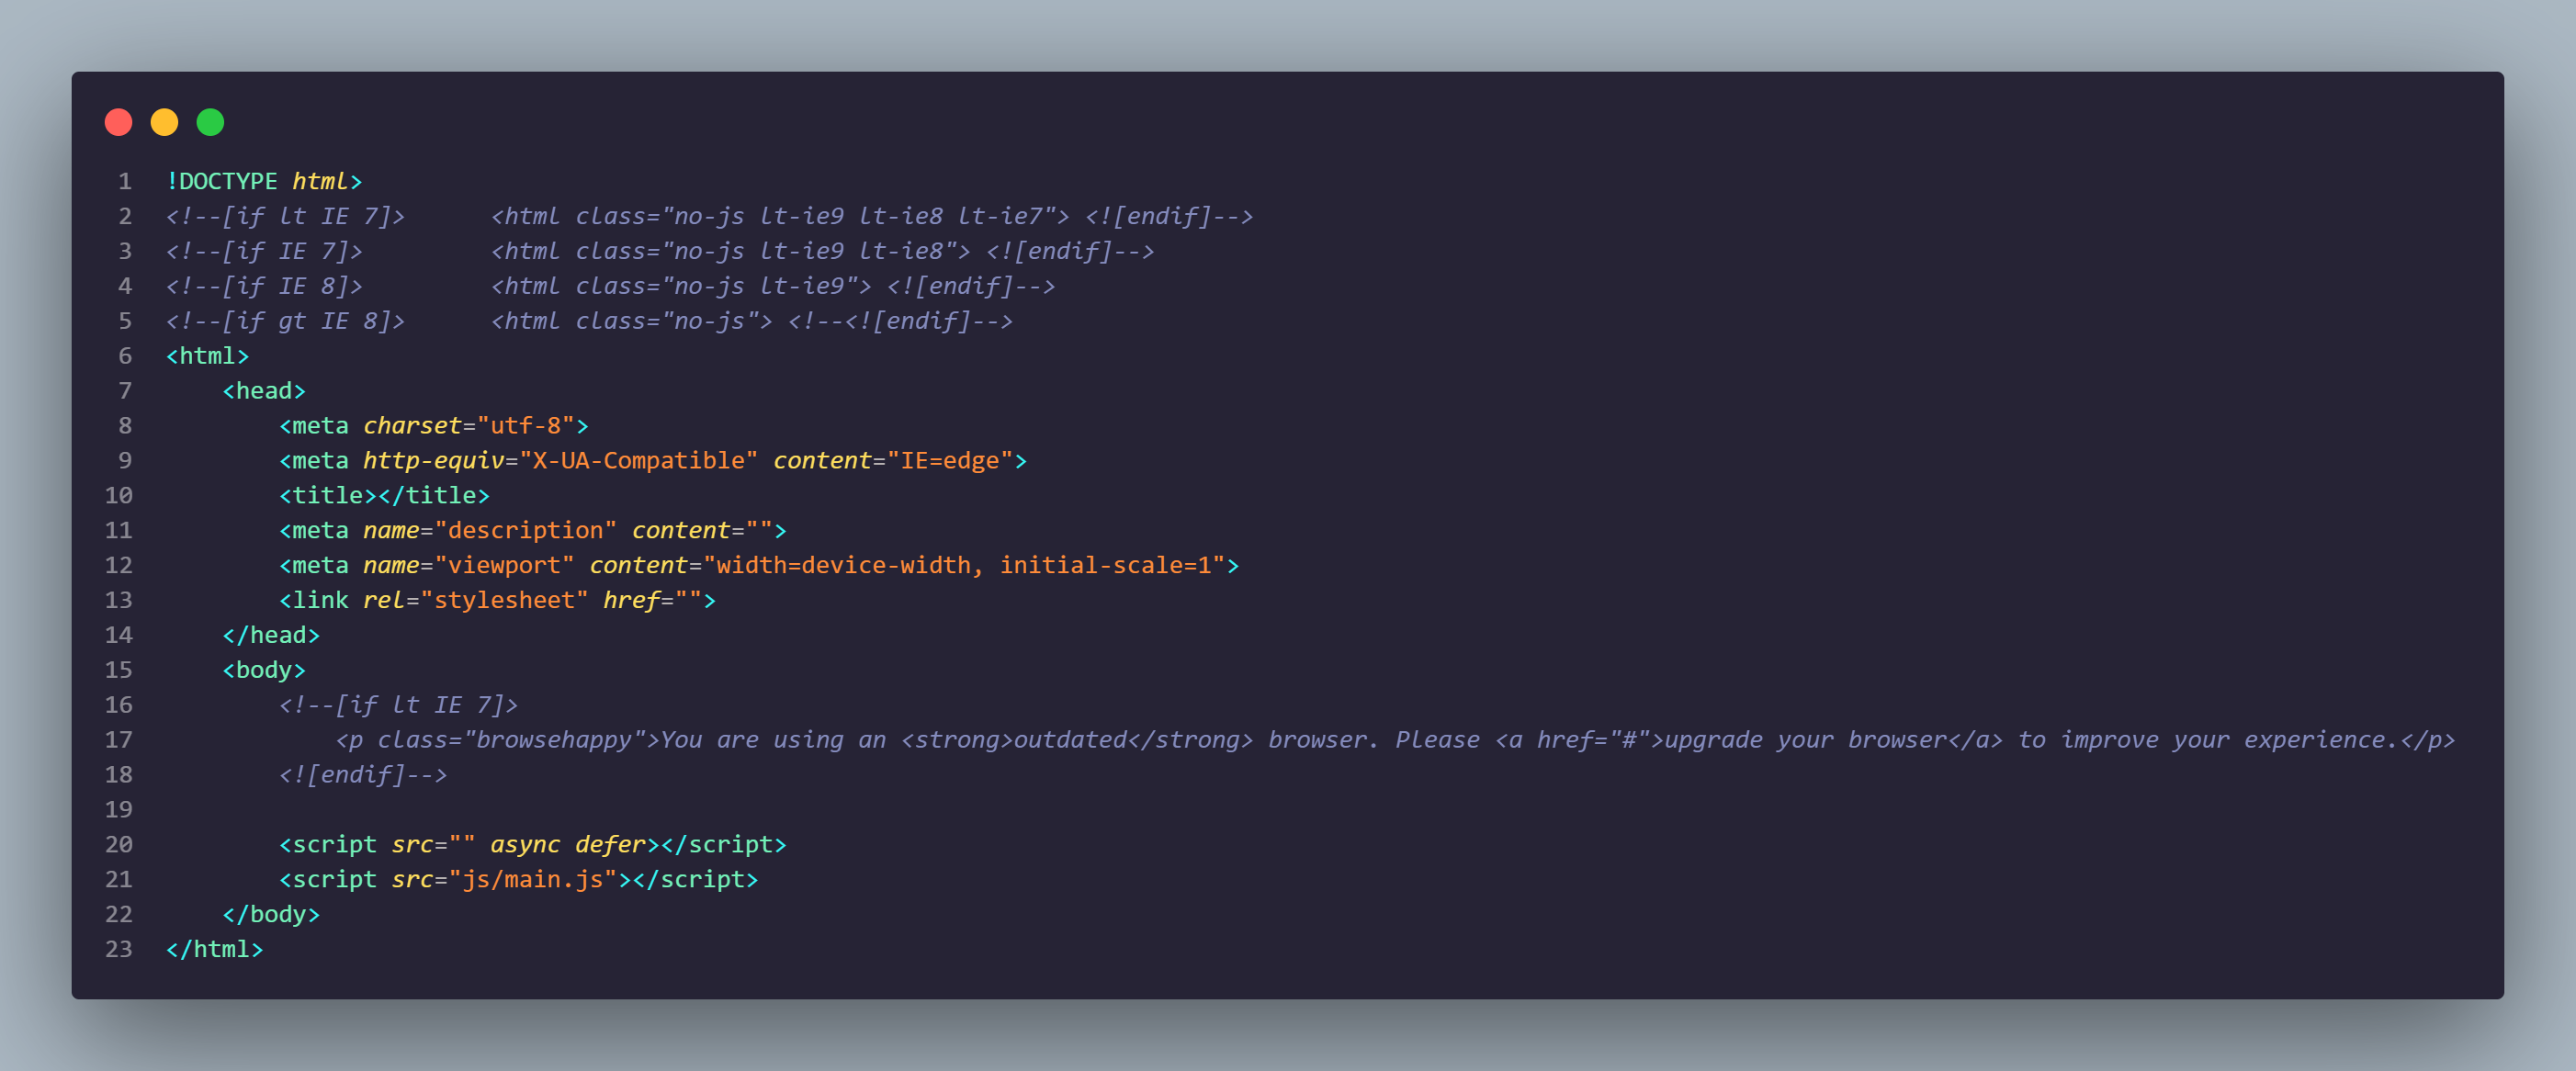 1 !DOCTYPE html>
2 <!--[if lt IE 7]>      <html class="no-js lt-ie9 lt-ie8 lt-ie7"> <![endif]-->
3 <!--[if IE 7]>         <html class="no-js lt-ie9 lt-ie8"> <![endif]-->
4 <!--[if IE 8]>         <html class="no-js lt-ie9"> <![endif]-->
5 <!--[if gt IE 8]>      <html class="no-js"> <!--<![endif]-->
6 <html>
7     <head>
8         <meta charset="utf-8">
9         <meta http-equiv="X-UA-Compatible" content="IE=edge">
10         <title></title>
11         <meta name="description" content="">
12         <meta name="viewport" content="width=device-width, initial-scale=1">
13         <link rel="stylesheet" href="">
14     </head>
15     <body>
16         <!--[if lt IE 7]>
17             <p class="browsehappy">You are using an <strong>outdated</strong> browser. Please <a href="#">upgrade your browser</a> to improve your experience.</p>
18         <![endif]-->
19
20         <script src="" async defer></script>
21         <script src="js/main.js"></script>
22     </body>
23 </html>